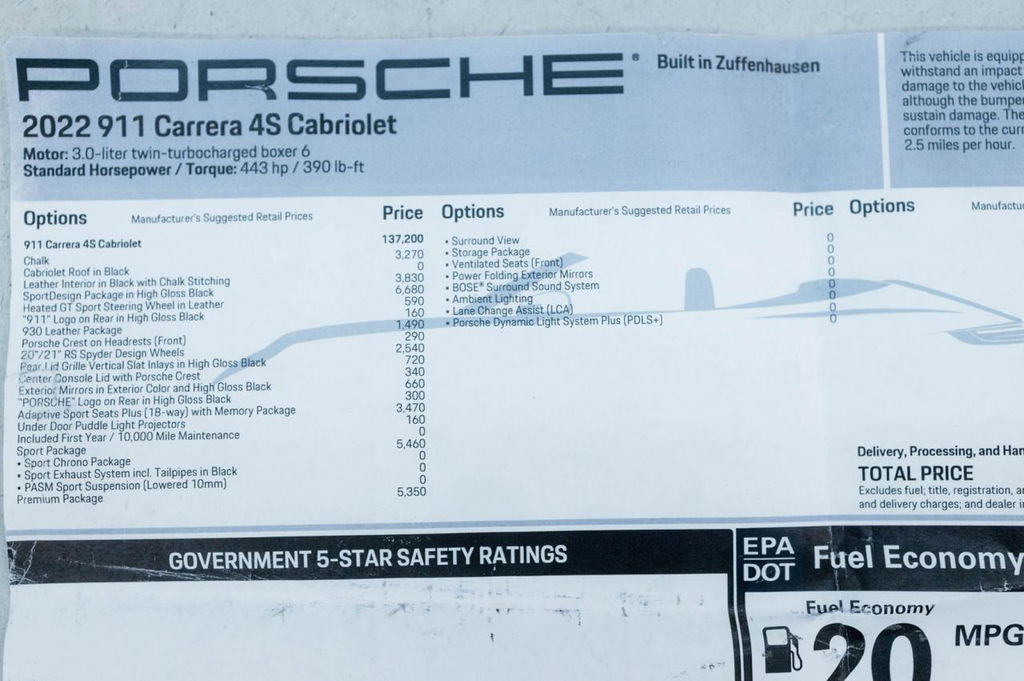 PORSCHE® Built in Zuffenhausen
2022 911 Carrera 4S Cabriolet
Motor: 3.0-liter twin-turbocharged boxer 6
Standard Horsepower / Torque: 443 hp / 390 lb-ft
This vehicle is equipp
withstand an impact
damage to the vehicl
although the bumper
sustain damage. The
conforms to the curr
2.5 miles per hour.
Options Manufacturer's Suggested Retail Prices Price
911 Carrera 4S Cabriolet 137,200
Chalk 3,270
Cabriolet Roof in Black 0
Leather Interior in Black with Chalk Stitching 3,830
SportDesign Package in High Gloss Black 6,680
Heated GT Sport Steering Wheel in Leather 590
"911" Logo on Rear in High Gloss Black 160
930 Leather Package 1,490
Porsche Crest on Headrests (Front) 290
20"/21" RS Spyder Design Wheels 2,540
Rear Lid Grille Vertical Slat Inlays in High Gloss Black 720
Center Console Lid with Porsche Crest 340
Exterior Mirrors in Exterior Color and High Gloss Black 660
"PORSCHE" Logo on Rear in High Gloss Black 300
Adaptive Sport Seats Plus (18-way) with Memory Package 3,470
Under Door Puddle Light Projectors 160
Included First Year / 10,000 Mile Maintenance 0
Sport Package 5,460
• Sport Chrono Package 0
• Sport Exhaust System incl. Tailpipes in Black 0
• PASM Sport Suspension (Lowered 10mm) 0
Premium Package 5,350
Options Manufacturer's Suggested Retail Prices Price
• Surround View 0
• Storage Package 0
• Ventilated Seats (Front) 0
• Power Folding Exterior Mirrors 0
• BOSE® Surround Sound System 0
• Ambient Lighting 0
• Lane Change Assist (LCA) 0
• Porsche Dynamic Light System Plus (PDLS+) 0
Options Manufactu
Delivery, Processing, and Han
TOTAL PRICE
Excludes fuel; title, registration, a
and delivery charges; and dealer i
GOVERNMENT 5-STAR SAFETY RATINGS
EPA
DOT
Fuel Economy
Fuel Economy
20 MPG